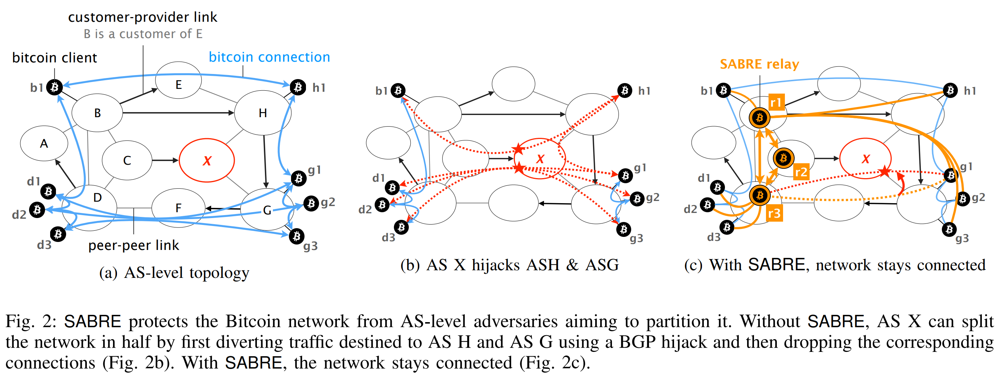 customer-provider link
B is a customer of E
bitcoin client
bitcoin connection
b1
E
h1
B
H
A
C
X
d1
g1
D
F
G
g2
d2
d3
g3
peer-peer link
(a) AS-level topology
b1
h1
X
d1
g1
d2
g2
d3
g3
(b) AS X hijacks ASH & ASG
SABRE relay
b1
r1
h1
X
r2
g1
d1
g2
d2
r3
d3
g3
(c) With SABRE, network stays connected
Fig. 2: SABRE protects the Bitcoin network from AS-level adversaries aiming to partition it. Without SABRE, AS X can split
the network in half by first diverting traffic destined to AS H and AS G using a BGP hijack and then dropping the corresponding
connections (Fig. 2b). With SABRE, the network stays connected (Fig. 2c).